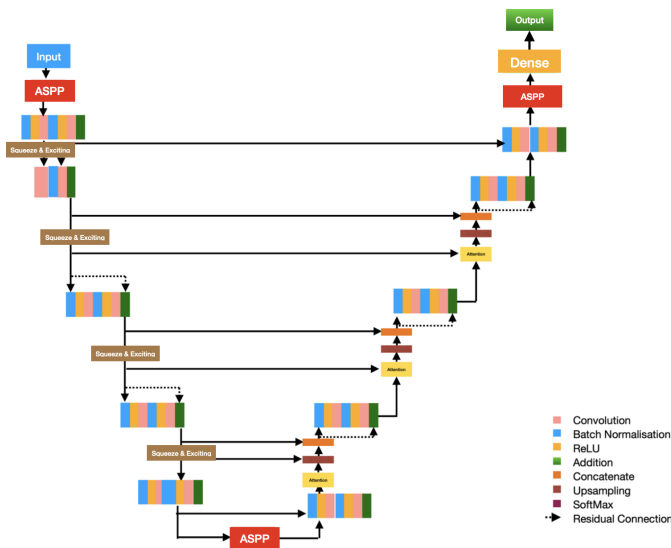 Output
Input
Dense
ASPP
ASPP
Squeeze & Exciting
Squeeze & Exciting
Attention
Squeeze & Exciting
Attention
Squeeze & Exciting
Attention
ASPP
Convolution
Batch Normalisation
ReLU
Addition
Concatenate
Upsampling
SoftMax
Residual Connection